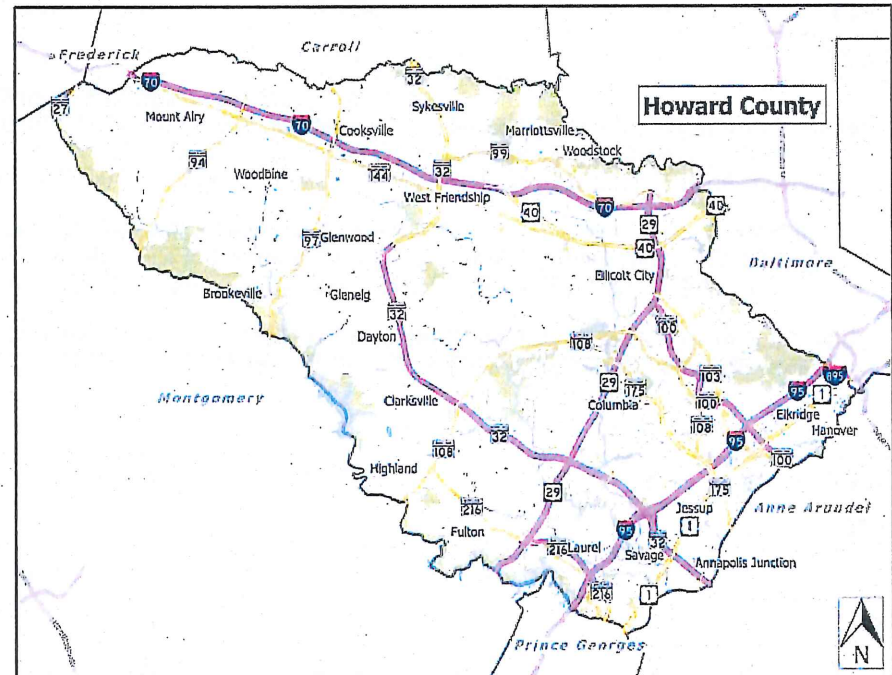 Carroll
Frederick
70
32
27
Sykesville
Howard County
Mount Airy
70
Cooksville
Marriottsville
94
99
Woodstock
Woodbine
144
32
West Friendship
70
40
40
29
97
Glenwood
40
Ellicott City
Baltimore
Brookeville
Glenelg
32
Dayton
100
108
103
895
29
175
95
1
Clarksville
Columbia
100
Elkridge
Montgomery
108
Hanover
32
95
108
100
Highland
175
29
216
Jessup
Anne Arundel
Fulton
95
1
216
Laurel
32
Savage
Annapolis Junction
216
1
Prince Georges
N